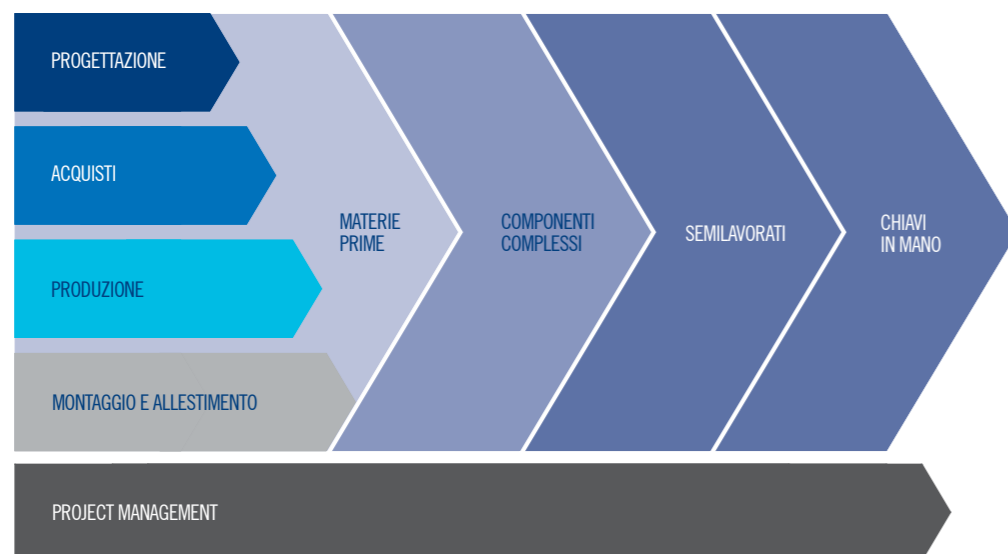 PROGETTAZIONE
ACQUISTI
PRODUZIONE
MONTAGGIO E ALLESTIMENTO
MATERIE
PRIME
COMPONENTI
COMPLESSI
SEMILAVORATI
CHIAVI
IN MANO
PROJECT MANAGEMENT